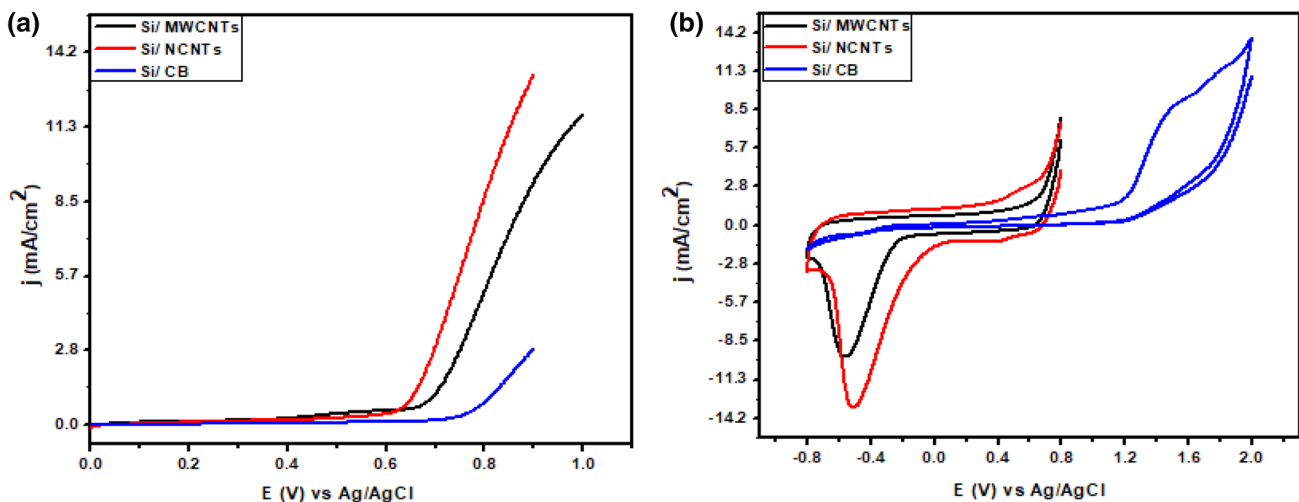 (a)
Si/ MWCNTs
Si/ NCNTs
Si/ CB
14.2
11.3
8.5
5.7
2.8
0.0
j (mA/cm2)
0.0 0.2 0.4 0.6 0.8 1.0
E (V) vs Ag/AgCl
(b)
Si/ MWCNTs
Si/ NCNTs
Si/ CB
14.2
11.3
8.5
5.7
2.8
0.0
-2.8
-5.7
-8.5
-11.3
-14.2
j (mA/cm2)
-0.8 -0.4 0.0 0.4 0.8 1.2 1.6 2.0
E (V) vs Ag/AgCl